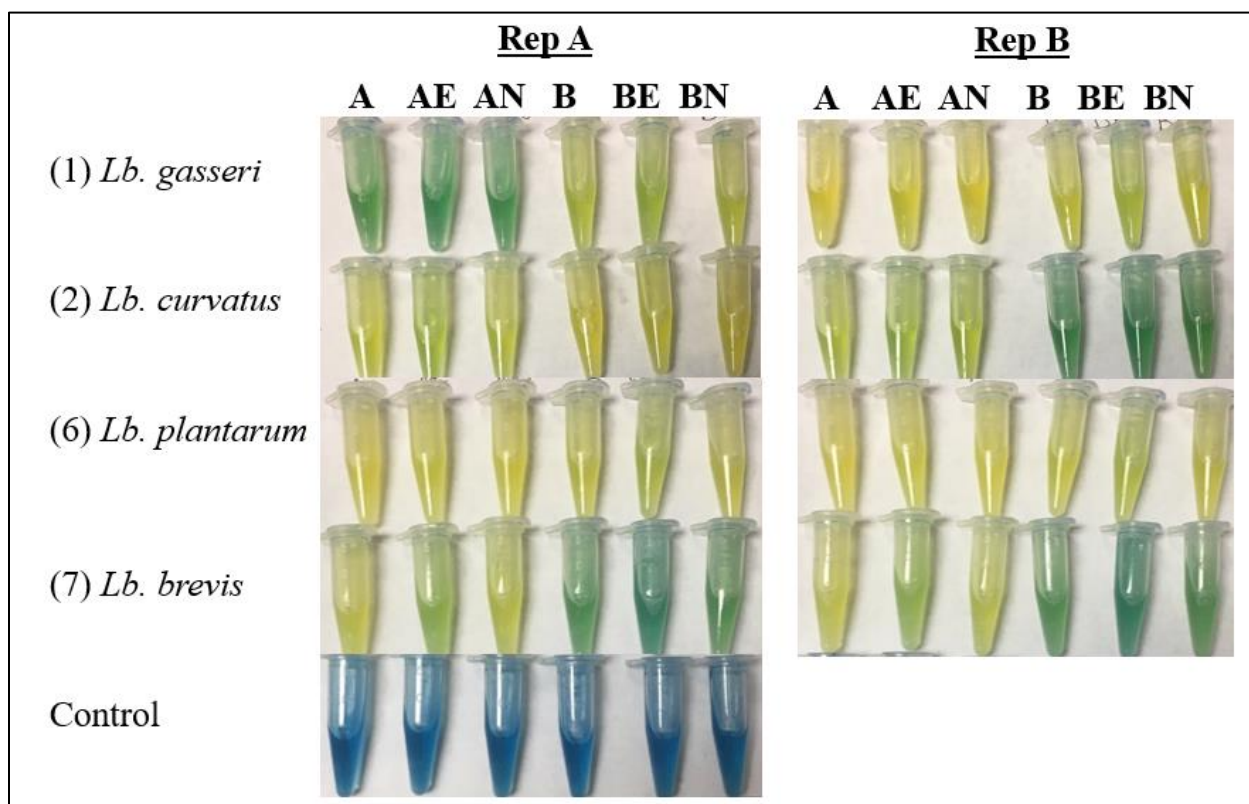 Rep A Rep B
A AE AN B BE BN A AE AN B BE BN
(1) Lb. gasseri
(2) Lb. curvatus
(6) Lb. plantarum
(7) Lb. brevis
Control